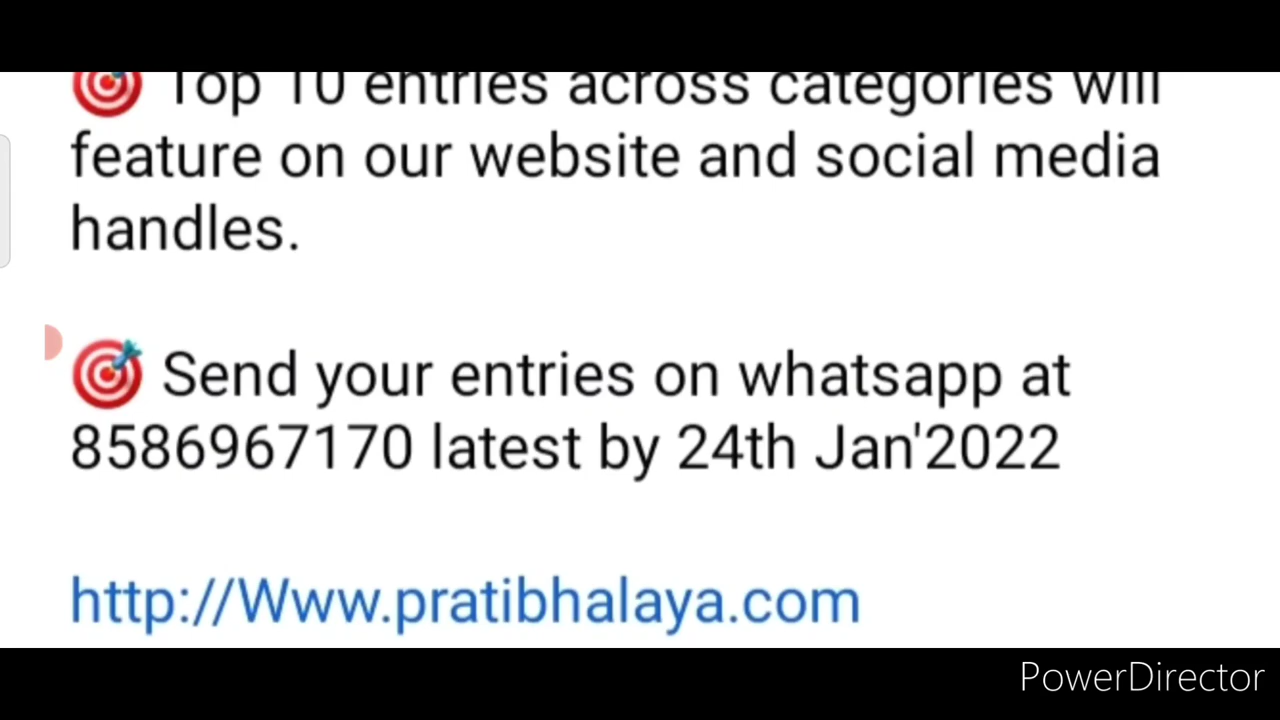 🎯 Top 10 entries across categories will
feature on our website and social media
handles.
🎯 Send your entries on whatsapp at
8586967170 latest by 24th Jan'2022
http://Www.pratibhalaya.com
PowerDirector